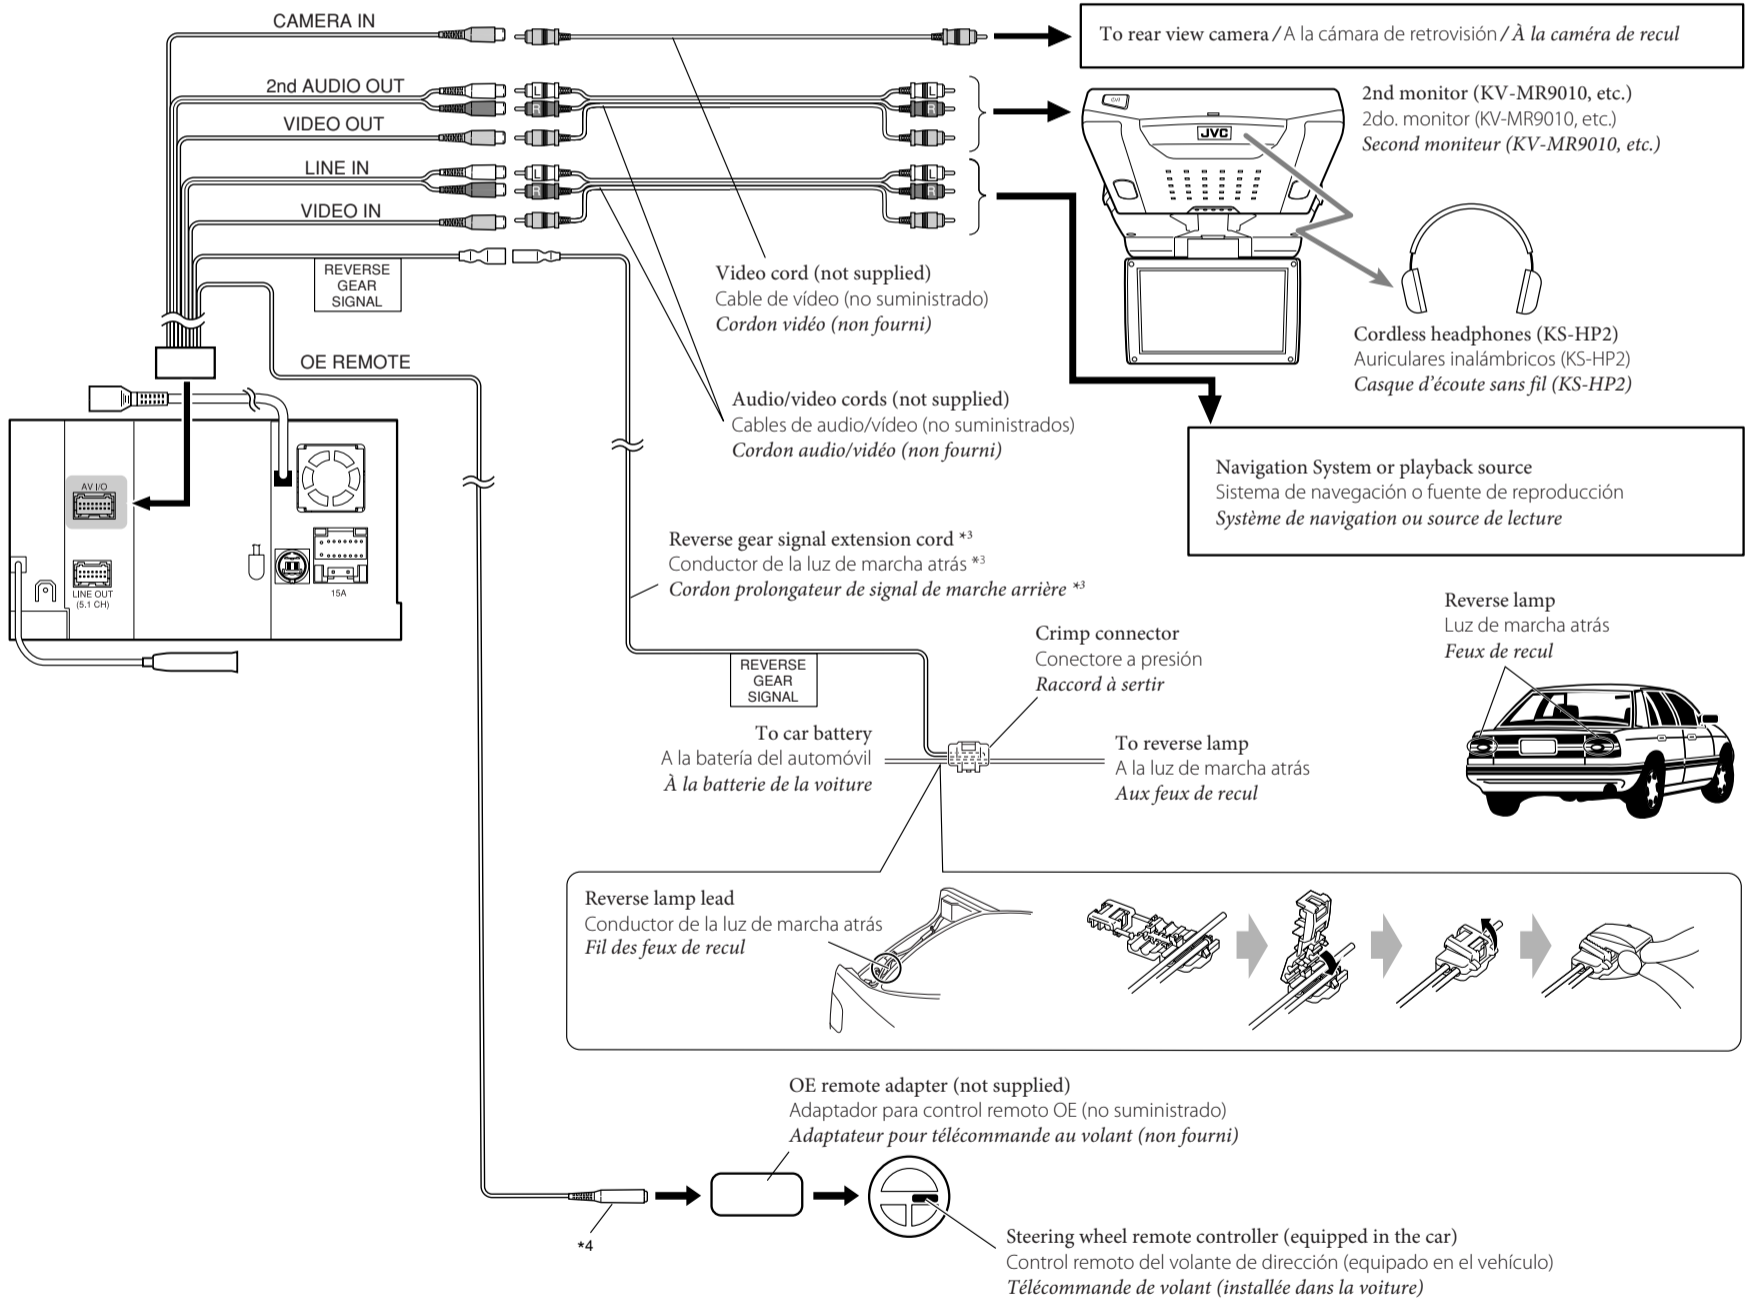 CAMERA IN
To rear view camera / A la cámara de retrovisión / À la caméra de recul
2nd AUDIO OUT
VIDEO OUT
LINE IN
VIDEO IN
L
R
L
R
L
R
L
R
JVC
2nd monitor (KV-MR9010, etc.)
2do. monitor (KV-MR9010, etc.)
Second moniteur (KV-MR9010, etc.)
REVERSE
GEAR
SIGNAL
Video cord (not supplied)
Cable de vídeo (no suministrado)
Cordon vidéo (non fourni)
Cordless headphones (KS-HP2)
Auriculares inalámbricos (KS-HP2)
Casque d'écoute sans fil (KS-HP2)
OE REMOTE
Audio/video cords (not supplied)
Cables de audio/vídeo (no suministrados)
Cordon audio/vidéo (non fourni)
Navigation System or playback source
Sistema de navegación o fuente de reproducción
Système de navigation ou source de lecture
AV I/O
LINE OUT
(5.1 CH)
15A
Reverse gear signal extension cord *3
Conductor de la luz de marcha atrás *3
Cordon prolongateur de signal de marche arrière *3
Reverse lamp
Luz de marcha atrás
Feux de recul
Crimp connector
Conectore a presión
Raccord à sertir
REVERSE
GEAR
SIGNAL
To car battery
A la batería del automóvil
À la batterie de la voiture
To reverse lamp
A la luz de marcha atrás
Aux feux de recul
Reverse lamp lead
Conductor de la luz de marcha atrás
Fil des feux de recul
OE remote adapter (not supplied)
Adaptador para control remoto OE (no suministrado)
Adaptateur pour télécommande au volant (non fourni)
*4
Steering wheel remote controller (equipped in the car)
Control remoto del volante de dirección (equipado en el vehículo)
Télécommande de volant (installée dans la voiture)